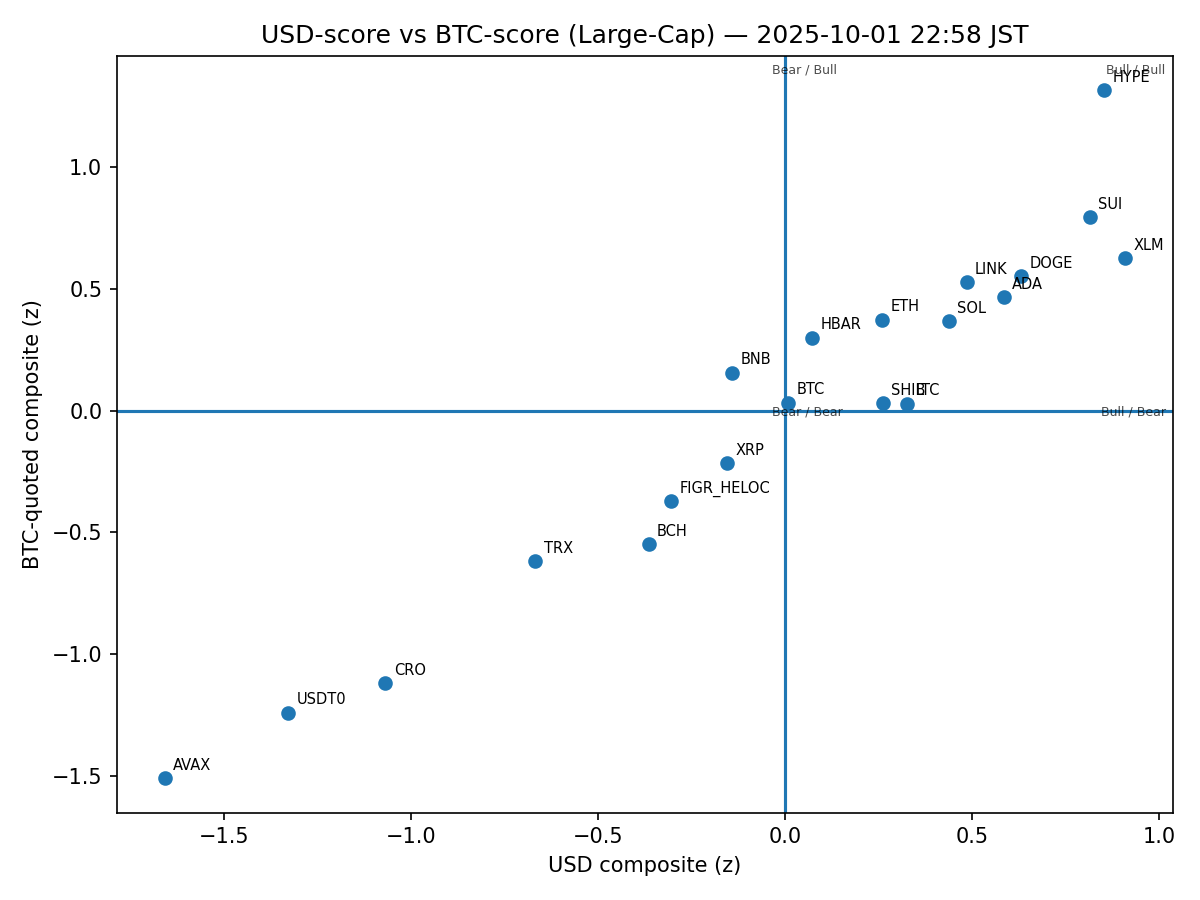 USD-score vs BTC-score (Large-Cap) — 2025-10-01 22:58 JST
Bear / Bull
Bull / Bull
HYPE
1.0
SUI
XLM
DOGE
LINK
0.5
ADA
ETH
SOL
HBAR
BNB
BTC
SHIB
LTC
0.0
Bear / Bear
Bull / Bear
XRP
FIGR_HELOC
−0.5
BCH
TRX
−1.0
CRO
USDT0
AVAX
−1.5
BTC-quoted composite (z)
−1.5
−1.0
−0.5
0.0
0.5
1.0
USD composite (z)